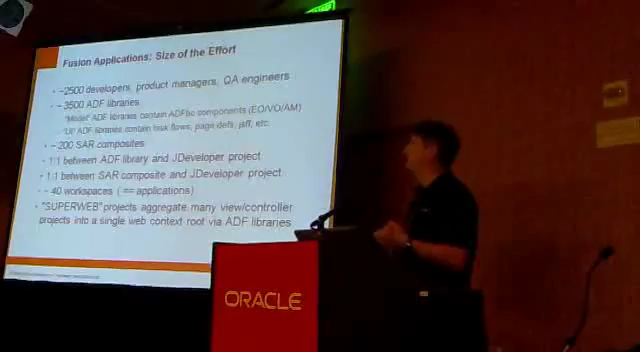 Fusion Applications: Size of the Effort
• ~2500 developers, product managers, QA engineers
• ~ 3500 ADF libraries
"Model" ADF libraries contain ADFbc components (EO/VO/AM)
"UI" ADF libraries contain task flows, page defs, jsff, etc.
• ~ 200 SAR composites
• 1:1 between ADF library and JDeveloper project
• 1:1 between SAR composite and JDeveloper project
• ~ 40 workspaces ( == applications)
• "SUPERWEB" projects aggregate many view/controller
projects into a single web context root via ADF libraries
ORACLE